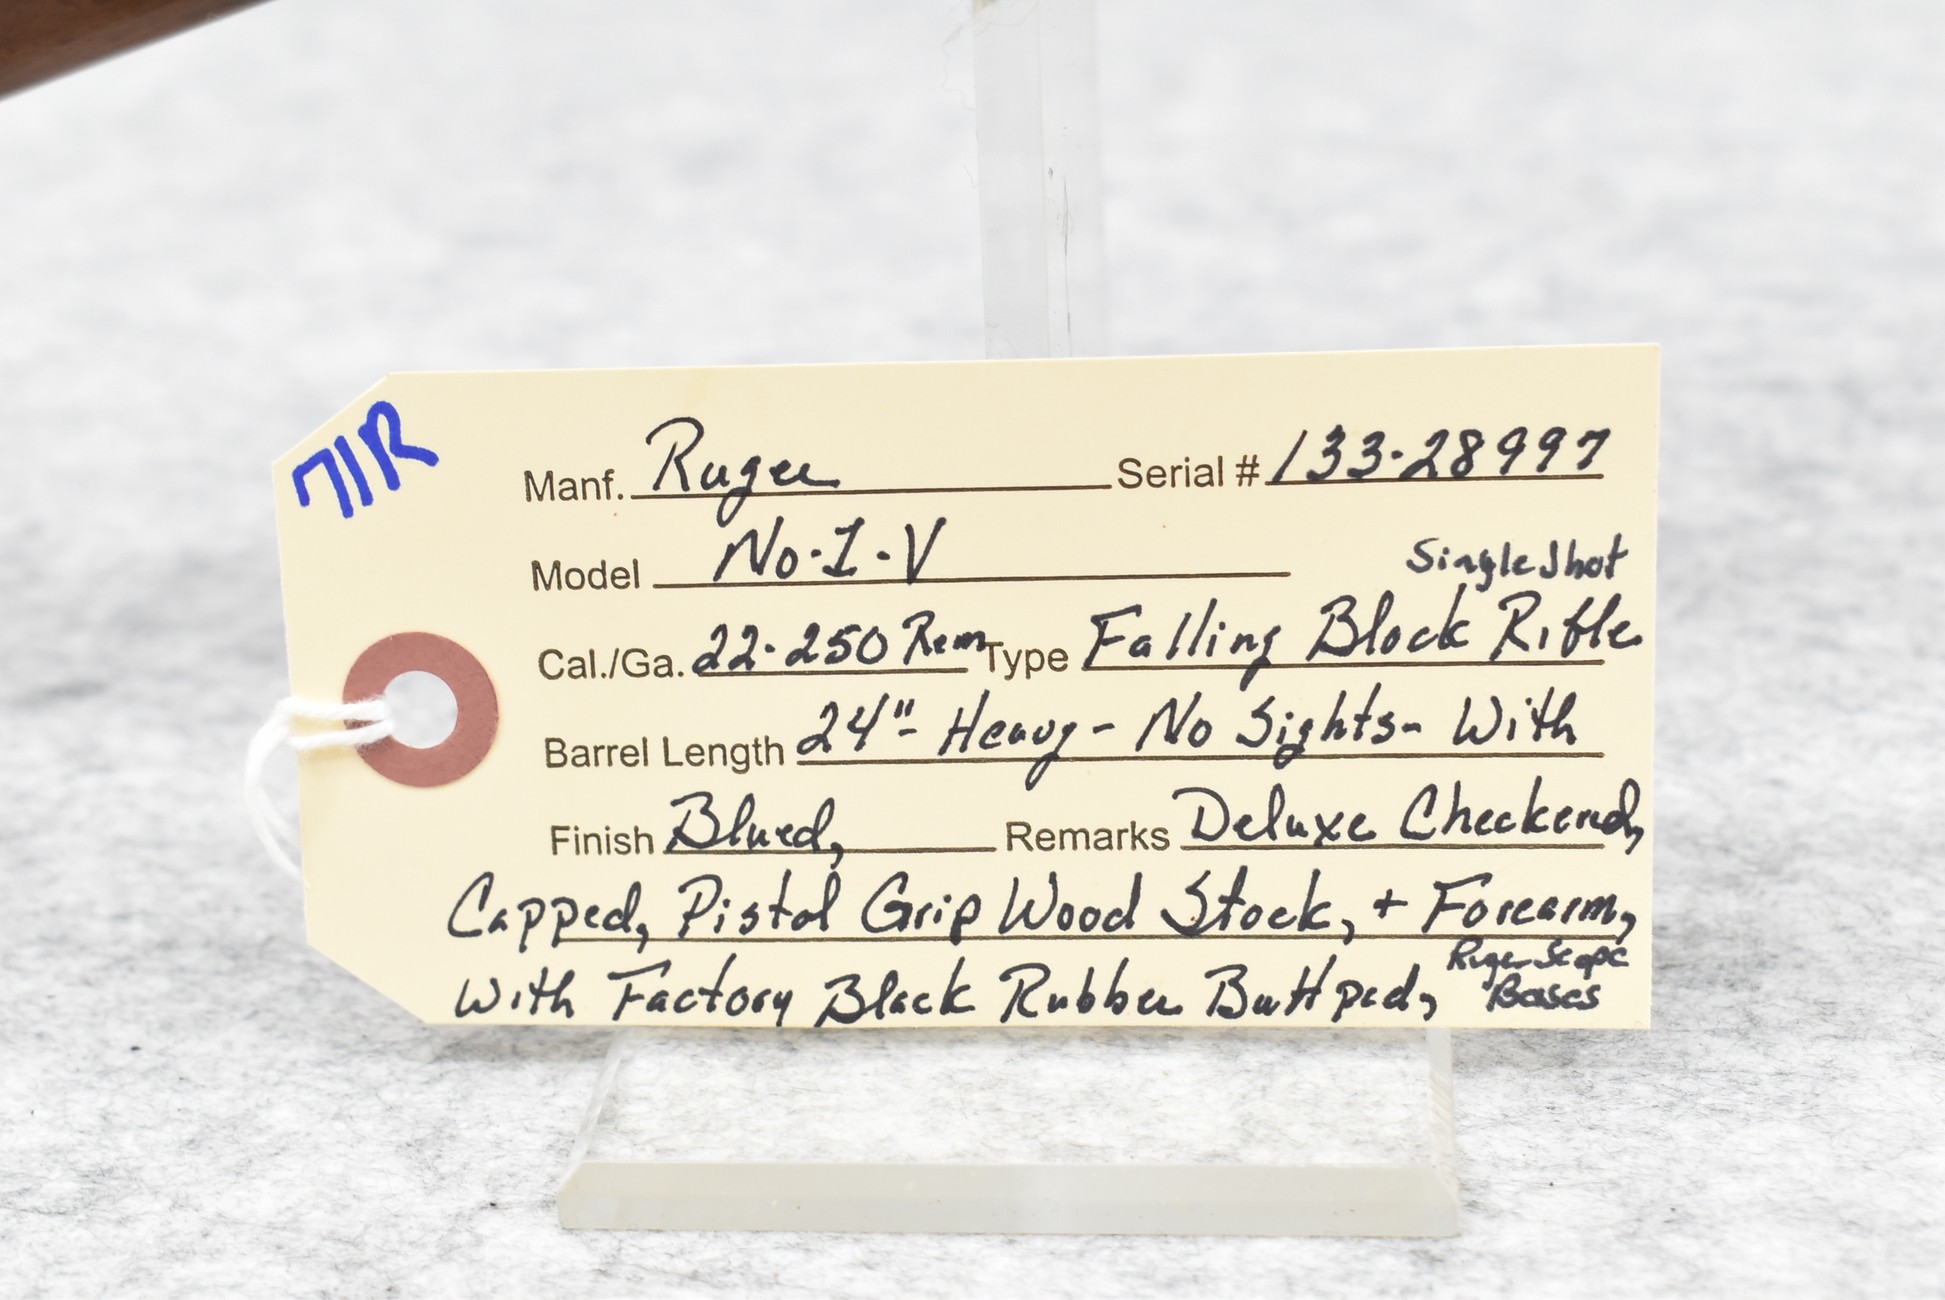 71R
Manf. Ruger Serial # 133-28997
Model No-1-V
Single Shot
Cal./Ga. 22-250 Rem Type Falling Block Rifle
Barrel Length 24"- Heavy - No Sights - With
Finish Blued, Remarks Deluxe Checkered,
Capped, Pistol Grip Wood Stock, + Forearm,
With Factory Black Rubber Buttpad, Ruger Scope
Bases